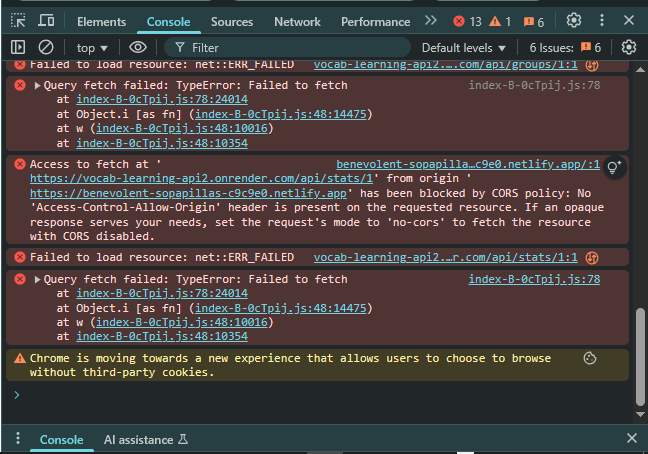 Elements Console Sources Network Performance 13 1 6
top Filter Default levels 6 Issues: 6
Failed to load resource: net::ERR_FAILED vocab-learning-api2.….com/api/groups/1:1
Query fetch failed: TypeError: Failed to fetch index-B-0cTpij.js:78
at index-B-0cTpij.js:78:24014
at Object.i [as fn] (index-B-0cTpij.js:48:14475)
at w (index-B-0cTpij.js:48:10016)
at index-B-0cTpij.js:48:10354
Access to fetch at ' benevolent-sopapilla…c9e0.netlify.app/:1
https://vocab-learning-api2.onrender.com/api/stats/1' from origin '
https://benevolent-sopapillas-c9c9e0.netlify.app' has been blocked by CORS policy: No
'Access-Control-Allow-Origin' header is present on the requested resource. If an opaque
response serves your needs, set the request's mode to 'no-cors' to fetch the resource
with CORS disabled.
Failed to load resource: net::ERR_FAILED vocab-learning-api2.…r.com/api/stats/1:1
Query fetch failed: TypeError: Failed to fetch index-B-0cTpij.js:78
at index-B-0cTpij.js:78:24014
at Object.i [as fn] (index-B-0cTpij.js:48:14475)
at w (index-B-0cTpij.js:48:10016)
at index-B-0cTpij.js:48:10354
Chrome is moving towards a new experience that allows users to choose to browse
without third-party cookies.
Console AI assistance